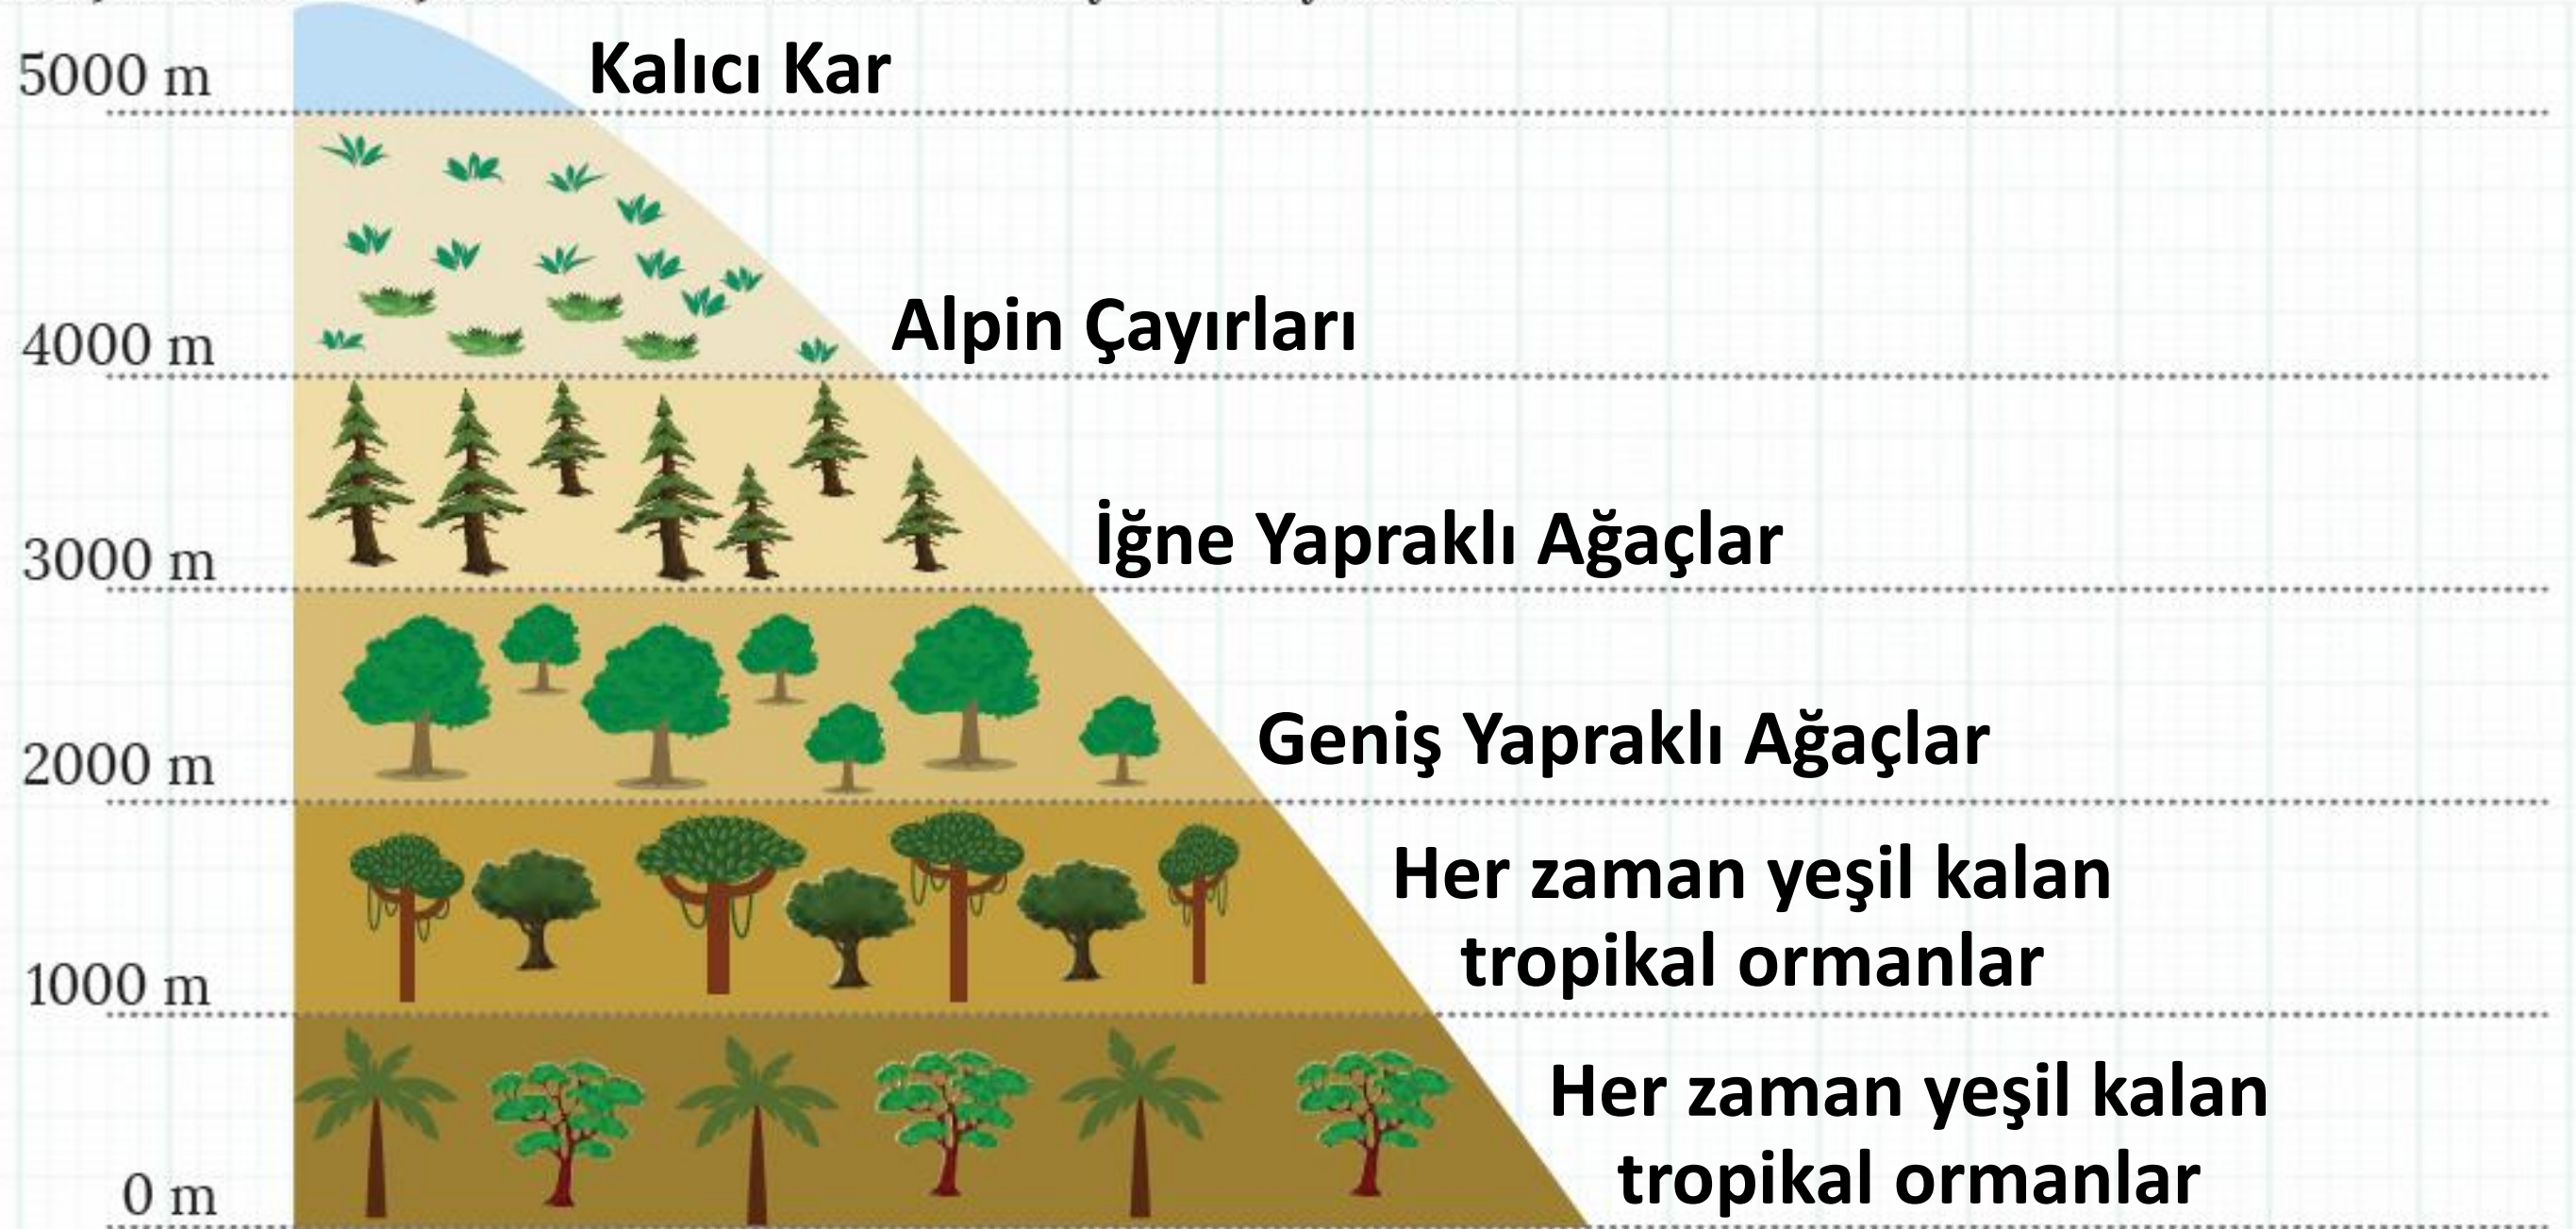 5000 m
Kalıcı Kar
4000 m
Alpin Çayırları
3000 m
İğne Yapraklı Ağaçlar
2000 m
Geniş Yapraklı Ağaçlar
Her zaman yeşil kalan
tropikal ormanlar
1000 m
Her zaman yeşil kalan
tropikal ormanlar
0 m